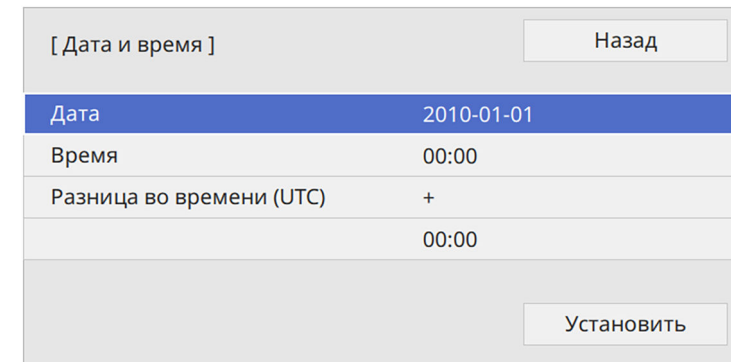 [ Дата и время ]
Назад
Дата 2010-01-01
Время 00:00
Разница во времени (UTC) +
00:00
Установить